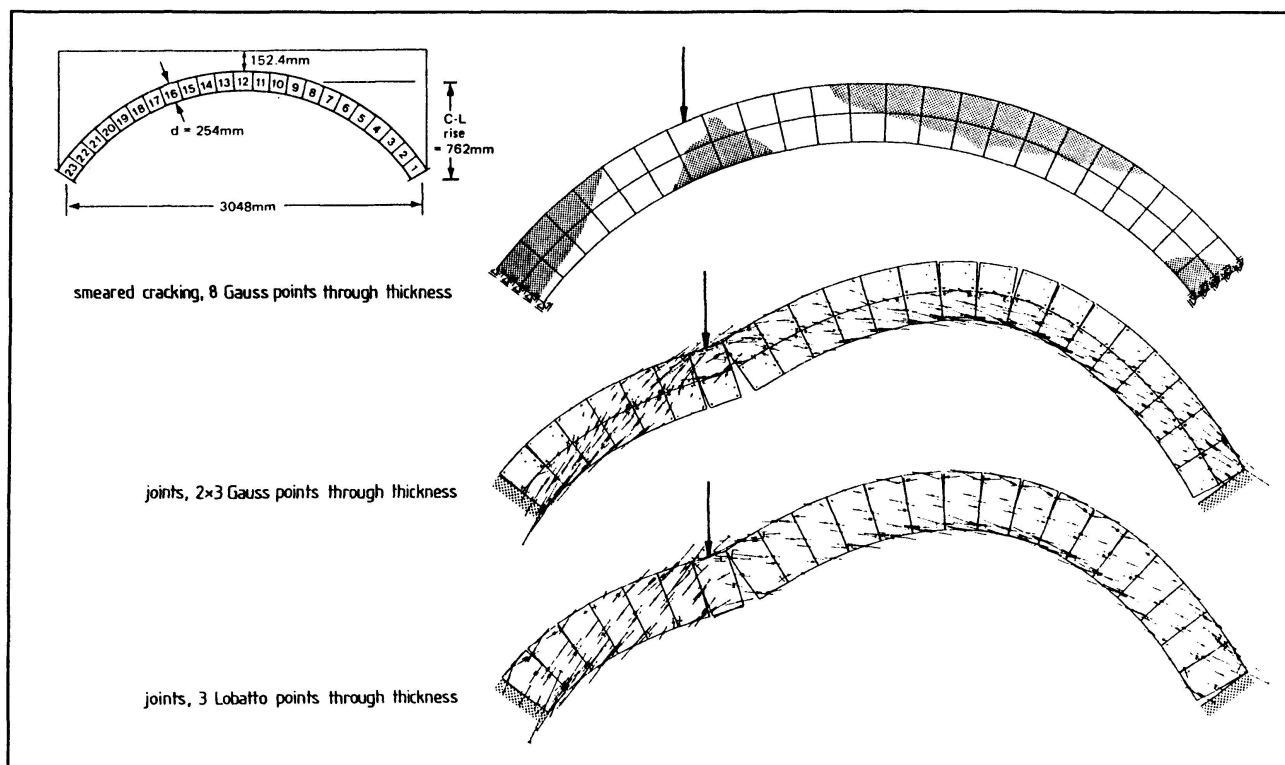 152.4mm
23 22 21 20 19 18 17 16 15 14 13 12 11 10 9 8 7 6 5 4 3 2 1
d = 254mm
C-L
rise
= 762mm
3048mm
smeared cracking, 8 Gauss points through thickness
joints, 2×3 Gauss points through thickness
joints, 3 Lobatto points through thickness